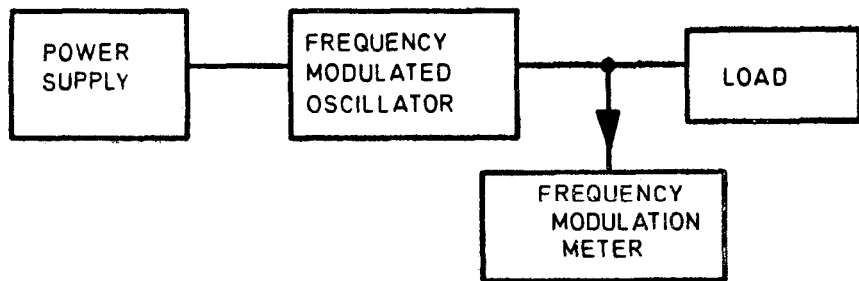 POWER
SUPPLY
FREQUENCY
MODULATED
OSCILLATOR
LOAD
FREQUENCY
MODULATION
METER